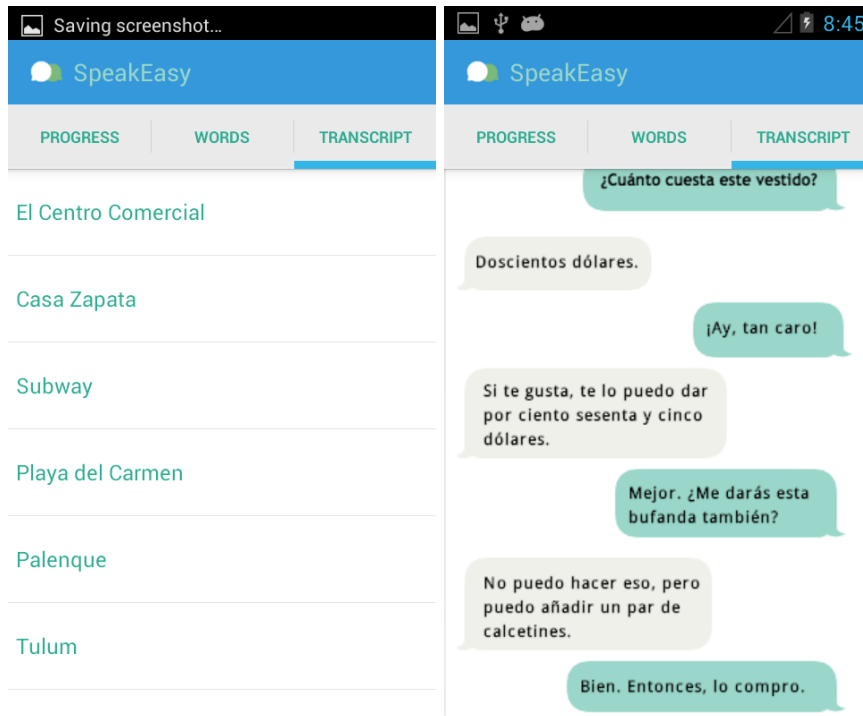 Saving screenshot...
SpeakEasy
PROGRESS WORDS TRANSCRIPT
El Centro Comercial
Casa Zapata
Subway
Playa del Carmen
Palenque
Tulum
8:45
SpeakEasy
PROGRESS WORDS TRANSCRIPT
¿Cuánto cuesta este vestido?
Doscientos dólares.
¡Ay, tan caro!
Si te gusta, te lo puedo dar
por ciento sesenta y cinco
dólares.
Mejor. ¿Me darás esta
bufanda también?
No puedo hacer eso, pero
puedo añadir un par de
calcetines.
Bien. Entonces, lo compro.